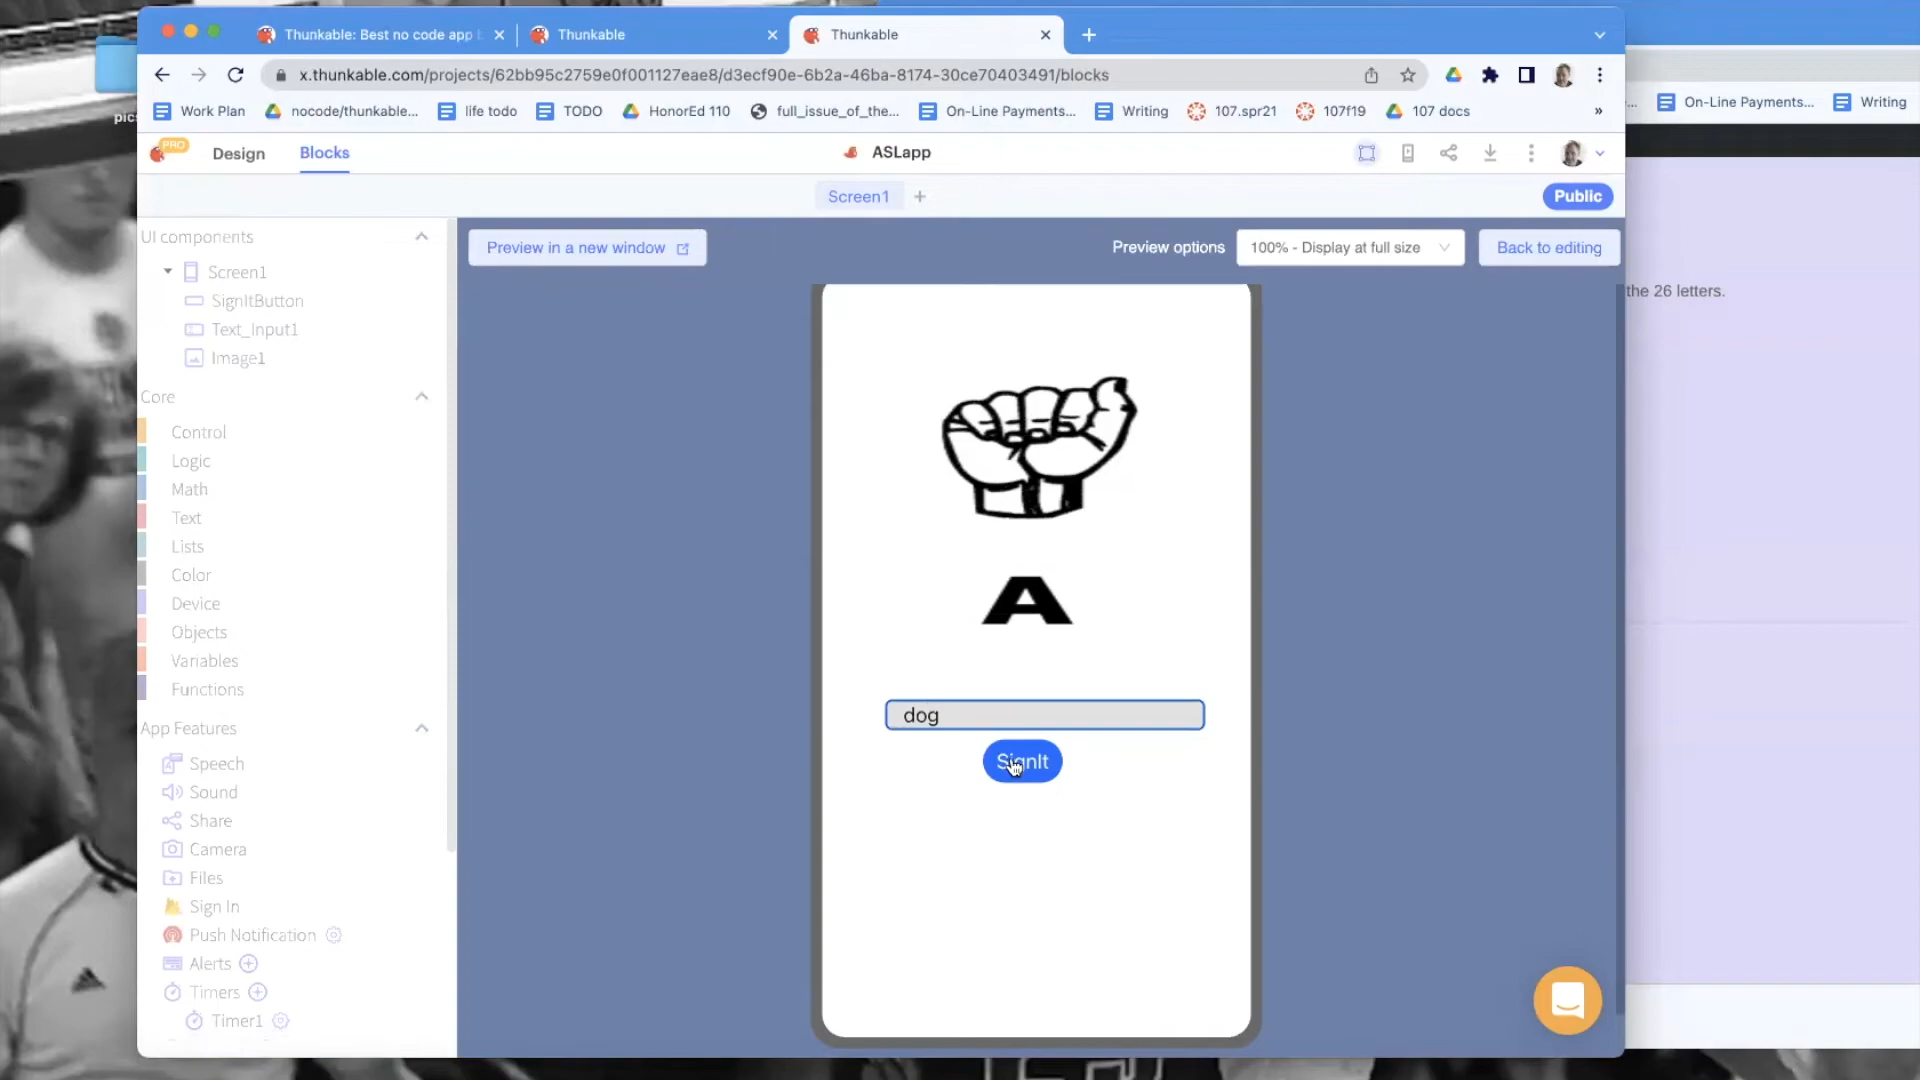 Thunkable: Best no code app b
Thunkable
Thunkable
x.thunkable.com/projects/62bb95c2759e0f001127eae8/d3ecf90e-6b2a-46ba-8174-30ce70403491/blocks
Work Plan
nocode/thunkable...
life todo
TODO
HonorEd 110
full_issue_of_the...
On-Line Payments...
Writing
107.spr21
107f19
107 docs
»
...
On-Line Payments...
Writing
pics
PRO
Design
Blocks
ASLapp
Screen1
Public
UI components
Screen1
SignItButton
Text_Input1
Image1
Core
Control
Logic
Math
Text
Lists
Color
Device
Objects
Variables
Functions
App Features
Speech
Sound
Share
Camera
Files
Sign In
Push Notification
Alerts
Timers
Timer1
Preview in a new window
Preview options
100% - Display at full size
Back to editing
the 26 letters.
A
dog
SignIt